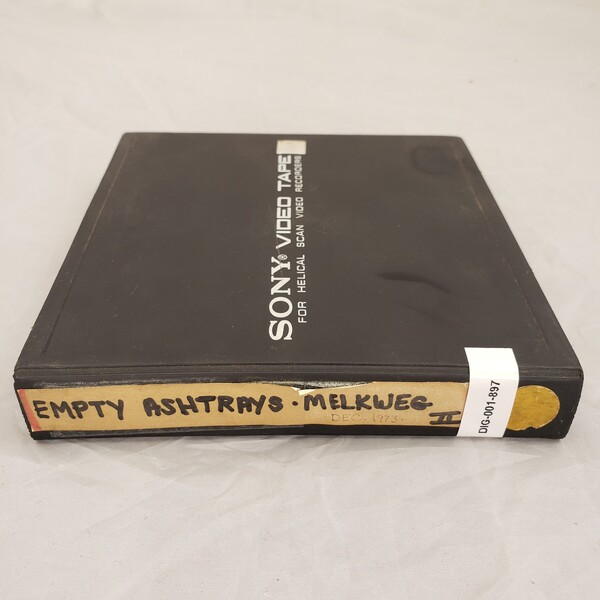 SONY® VIDEO TAPE
FOR HELICAL SCAN VIDEO RECORDERS
EMPTY ASHTRAYS · MELKWEG II
DEC. 1973.
DIG-001-897